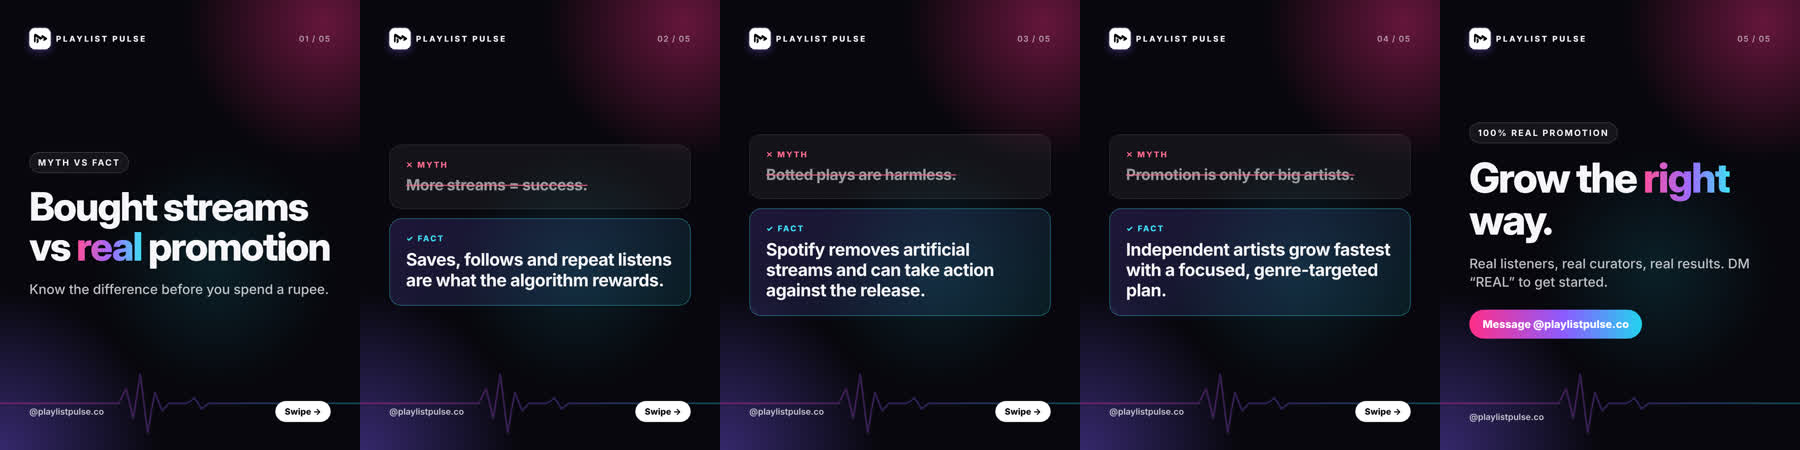 PLAYLIST PULSE
01 / 05
MYTH VS FACT
Bought streams
vs real promotion
Know the difference before you spend a rupee.
@playlistpulse.co
Swipe →
PLAYLIST PULSE
02 / 05
× MYTH
More streams = success.
✓ FACT
Saves, follows and repeat listens
are what the algorithm rewards.
@playlistpulse.co
Swipe →
PLAYLIST PULSE
03 / 05
× MYTH
Botted plays are harmless.
✓ FACT
Spotify removes artificial
streams and can take action
against the release.
@playlistpulse.co
Swipe →
PLAYLIST PULSE
04 / 05
× MYTH
Promotion is only for big artists.
✓ FACT
Independent artists grow fastest
with a focused, genre-targeted
plan.
@playlistpulse.co
Swipe →
PLAYLIST PULSE
05 / 05
100% REAL PROMOTION
Grow the right
way.
Real listeners, real curators, real results. DM
“REAL” to get started.
Message @playlistpulse.co
@playlistpulse.co